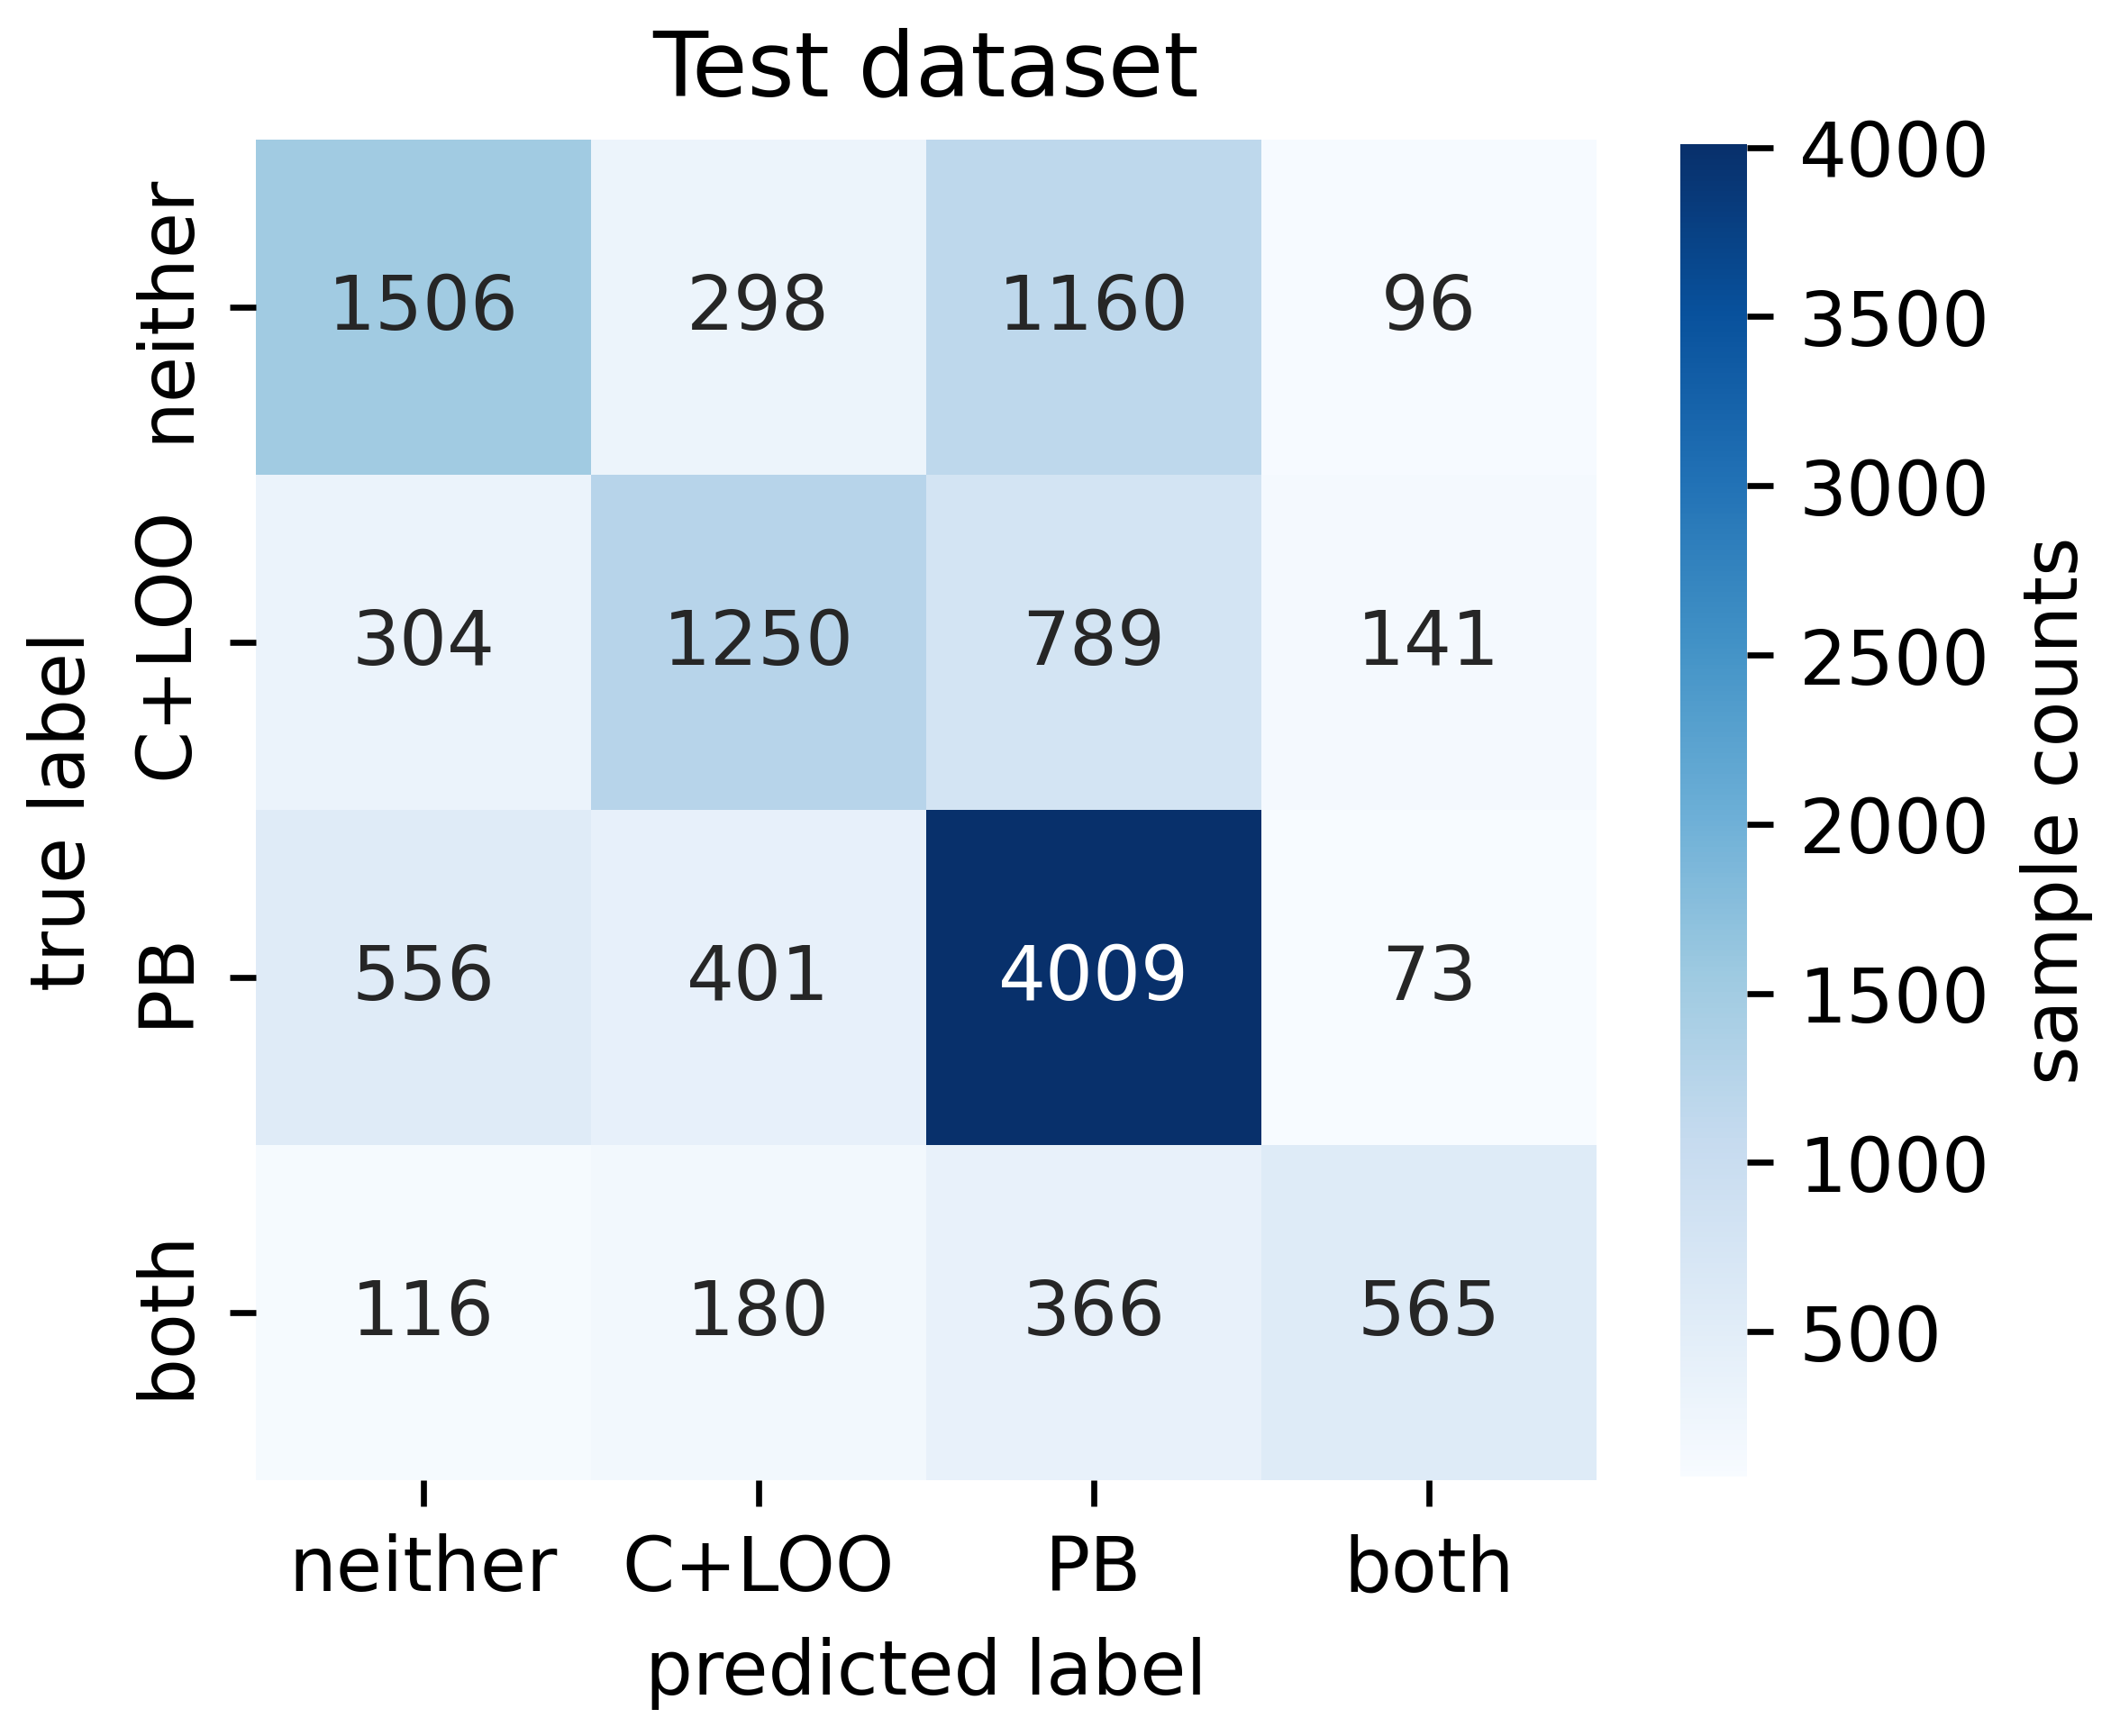 Test dataset
true label
neither
C+LOO
PB
both
1506 298 1160 96
304 1250 789 141
556 401 4009 73
116 180 366 565
neither C+LOO PB both
predicted label
4000
3500
3000
2500
2000
1500
1000
500
sample counts